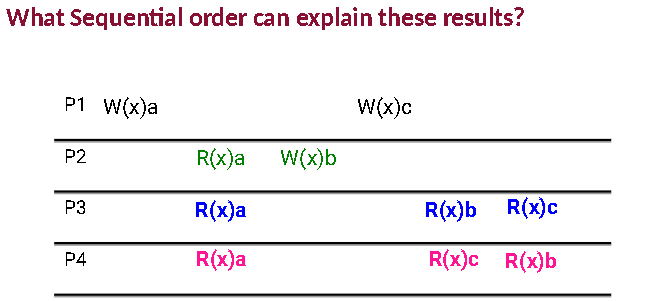 What Sequential order can explain these results?
P1 W(x)a W(x)c
P2 R(x)a W(x)b
P3 R(x)a R(x)b R(x)c
P4 R(x)a R(x)c R(x)b